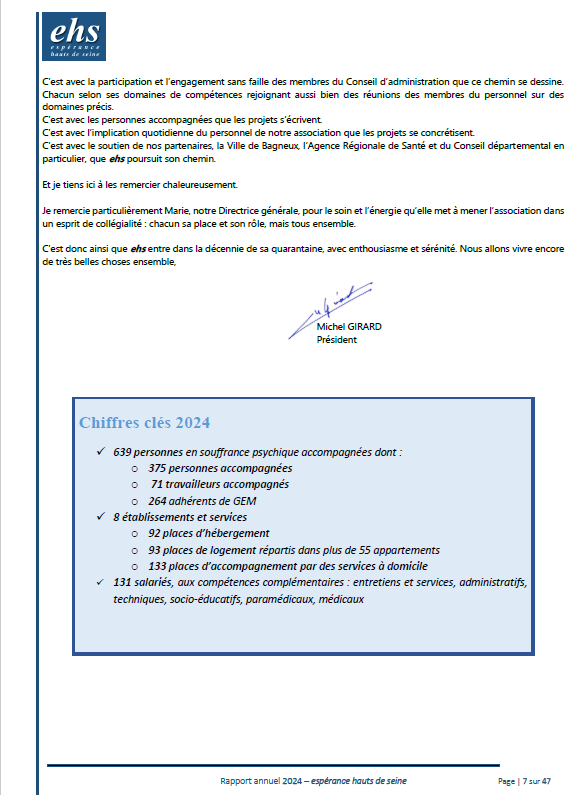 ehs
espérance
hauts de seine
C'est avec la participation et l'engagement sans faille des membres du Conseil d'administration que ce chemin se dessine.
Chacun selon ses domaines de compétences rejoignant aussi bien des réunions des membres du personnel sur des
domaines précis.
C'est avec les personnes accompagnées que les projets s'écrivent.
C'est avec l'implication quotidienne du personnel de notre association que les projets se concrétisent.
C'est avec le soutien de nos partenaires, la Ville de Bagneux, l'Agence Régionale de Santé et du Conseil départemental en
particulier, que ehs poursuit son chemin.
Et je tiens ici à les remercier chaleureusement.
Je remercie particulièrement Marie, notre Directrice générale, pour le soin et l'énergie qu'elle met à mener l'association dans
un esprit de collégialité : chacun sa place et son rôle, mais tous ensemble.
C'est donc ainsi que ehs entre dans la décennie de sa quarantaine, avec enthousiasme et sérénité. Nous allons vivre encore
de très belles choses ensemble,
Michel GIRARD
Président
Chiffres clés 2024
✓ 639 personnes en souffrance psychique accompagnées dont :
o 375 personnes accompagnées
o 71 travailleurs accompagnés
o 264 adhérents de GEM
✓ 8 établissements et services
o 92 places d'hébergement
o 93 places de logement répartis dans plus de 55 appartements
o 133 places d'accompagnement par des services à domicile
✓ 131 salariés, aux compétences complémentaires : entretiens et services, administratifs,
techniques, socio-éducatifs, paramédicaux, médicaux
Rapport annuel 2024 – espérance hauts de seine
Page | 7 sur 47